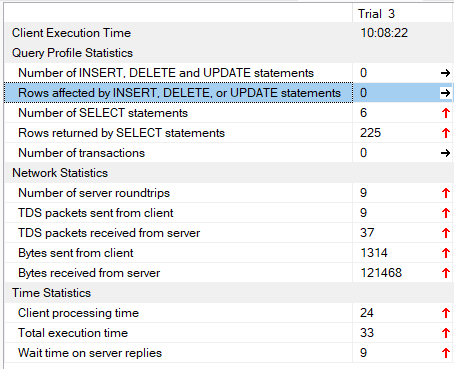 Trial 3
Client Execution Time 10:08:22
Query Profile Statistics
Number of INSERT, DELETE and UPDATE statements 0
Rows affected by INSERT, DELETE, or UPDATE statements 0
Number of SELECT statements 6
Rows returned by SELECT statements 225
Number of transactions 0
Network Statistics
Number of server roundtrips 9
TDS packets sent from client 9
TDS packets received from server 37
Bytes sent from client 1314
Bytes received from server 121468
Time Statistics
Client processing time 24
Total execution time 33
Wait time on server replies 9